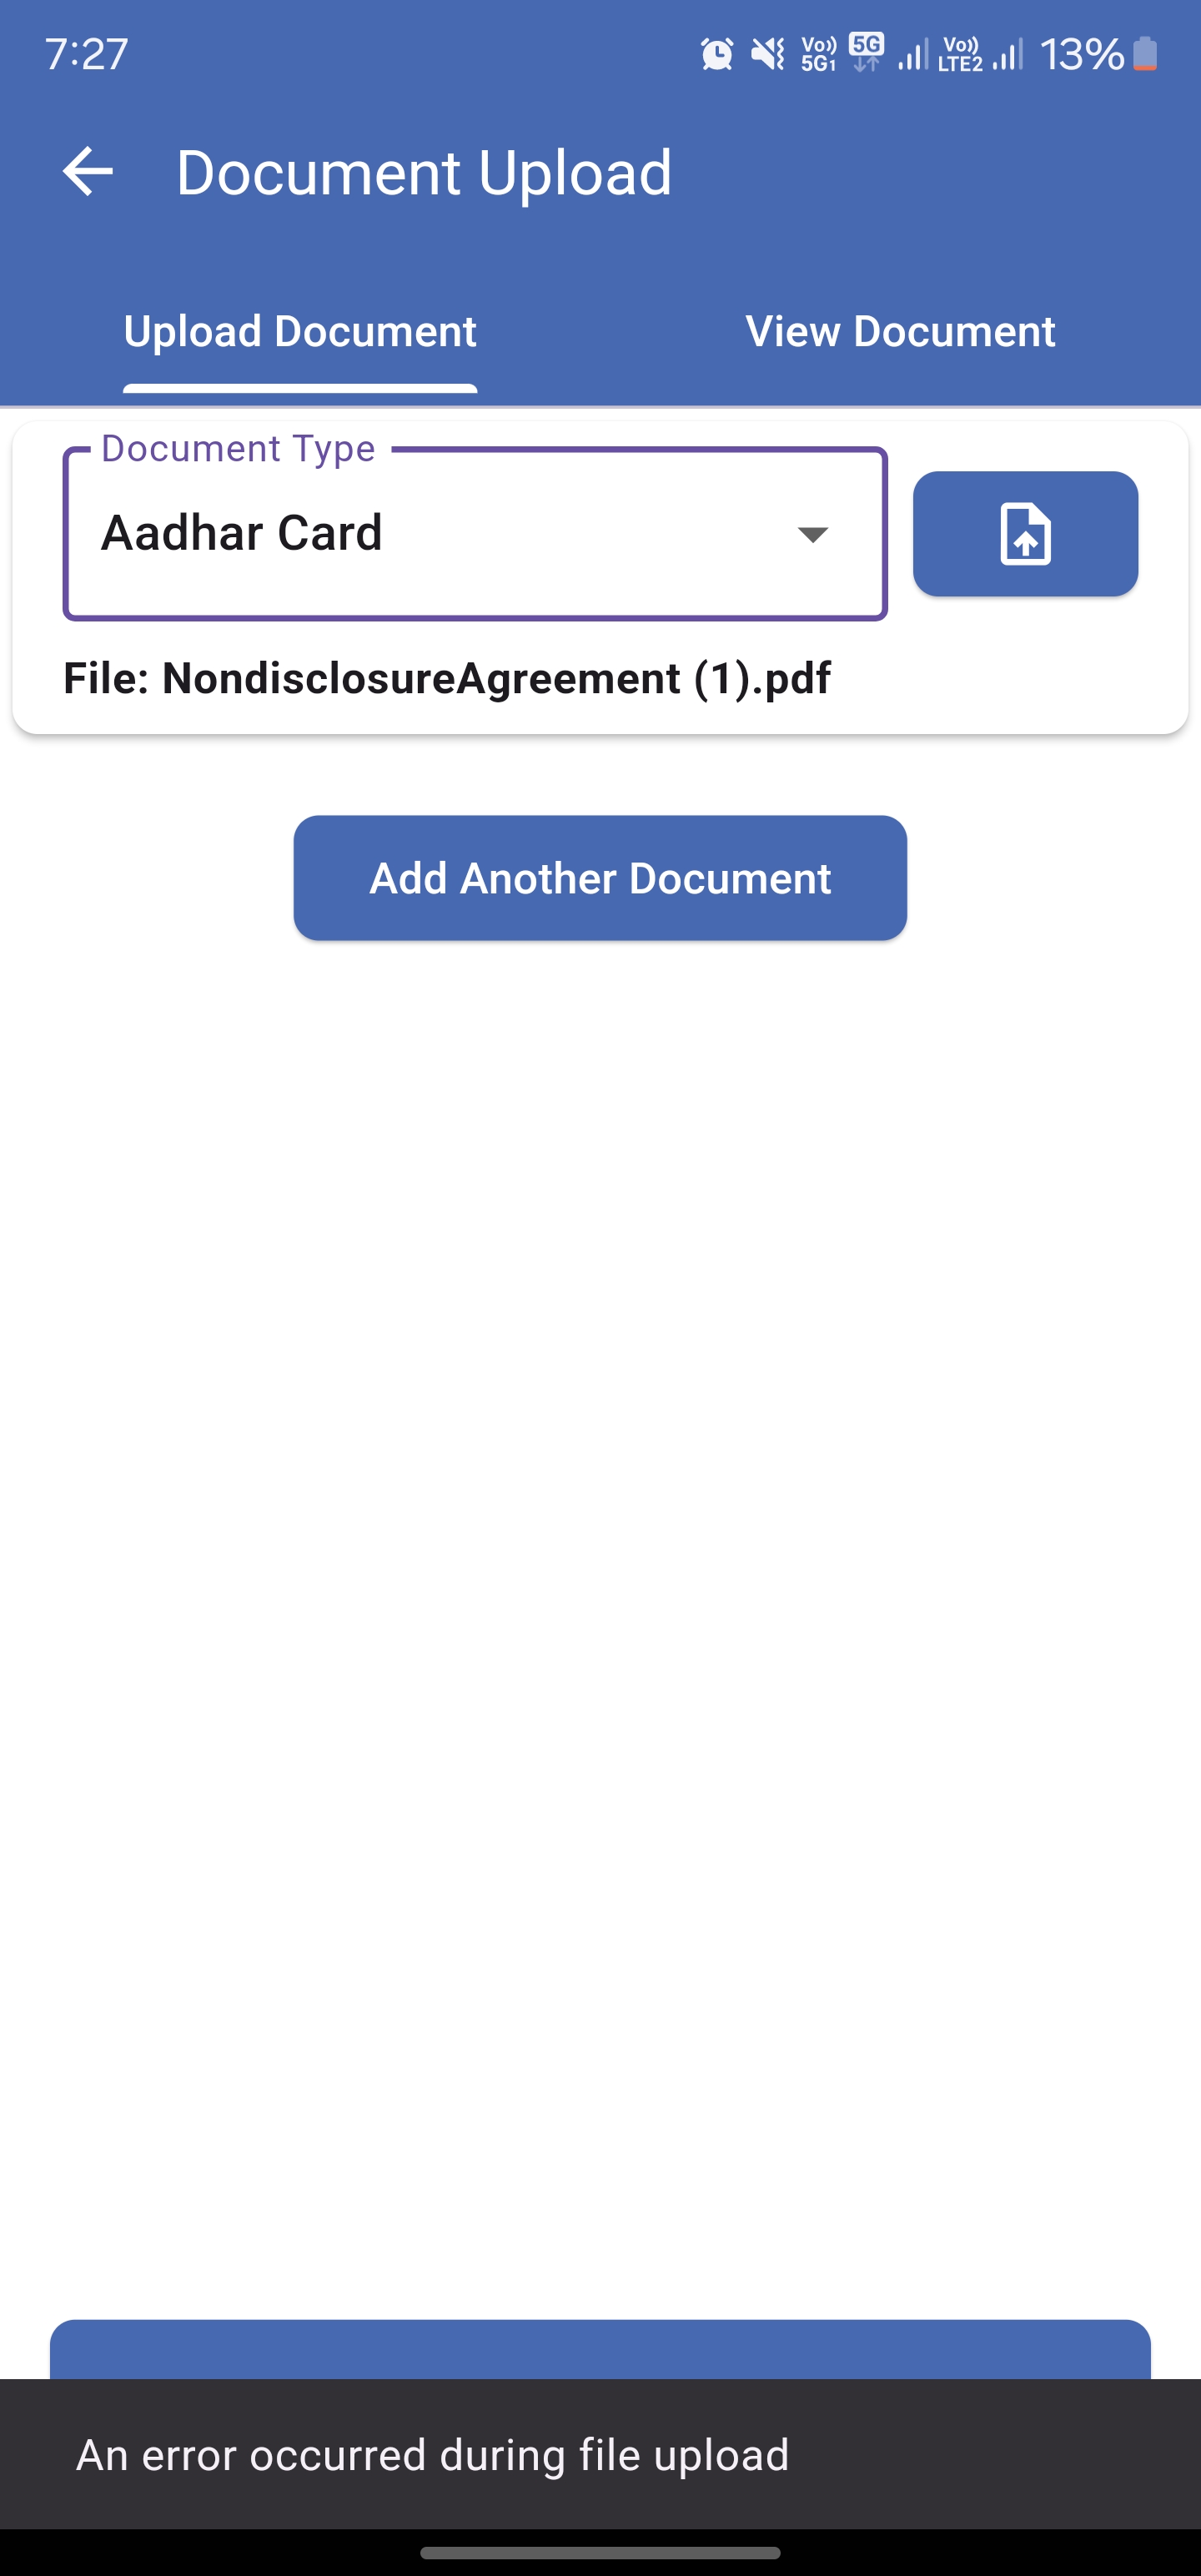 7:27
Vo)) 5G1 5G Vo)) LTE2 13%
Document Upload
Upload Document View Document
Document Type
Aadhar Card
File: NondisclosureAgreement (1).pdf
Add Another Document
An error occurred during file upload